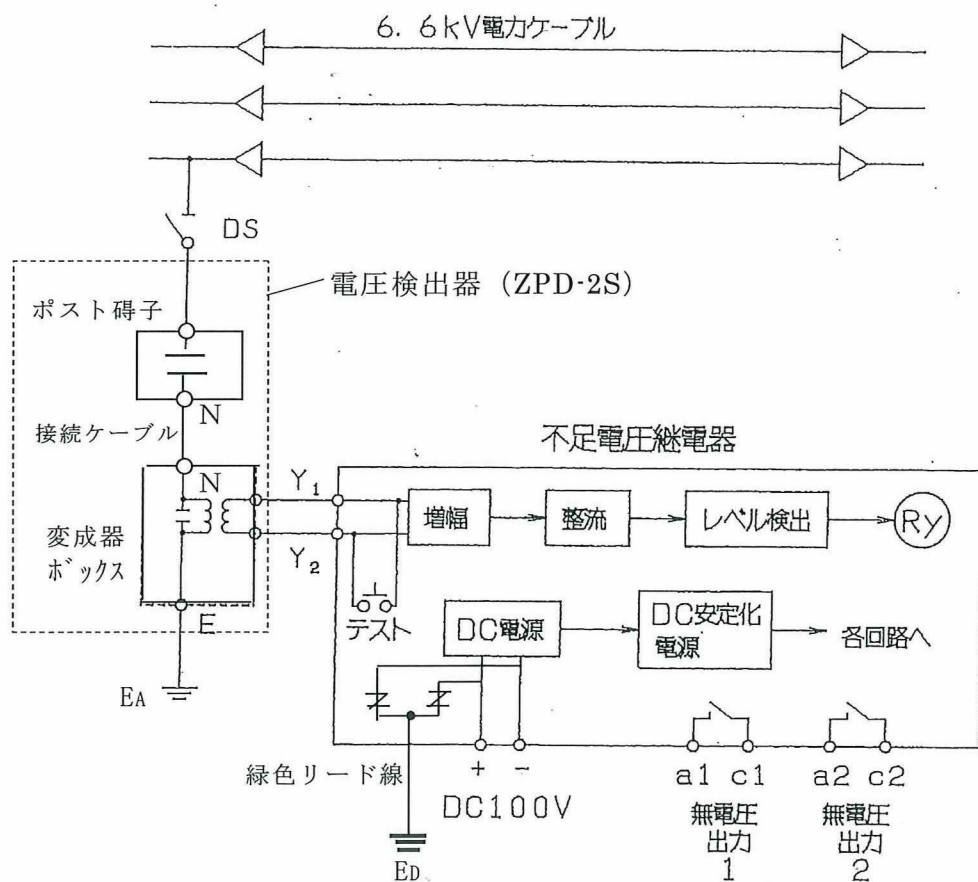 6.6kV電力ケーブル
DS
電圧検出器 (ZPD-2S)
ポスト碍子
N
接続ケーブル
不足電圧継電器
N
Y1
Y2
増幅
整流
レベル検出
Ry
変成器
ボックス
E
テスト
DC電源
DC安定化
電源
各回路へ
EA
緑色リード線
+
-
DC100V
a1
c1
a2
c2
無電圧
出力
1
無電圧
出力
2
ED